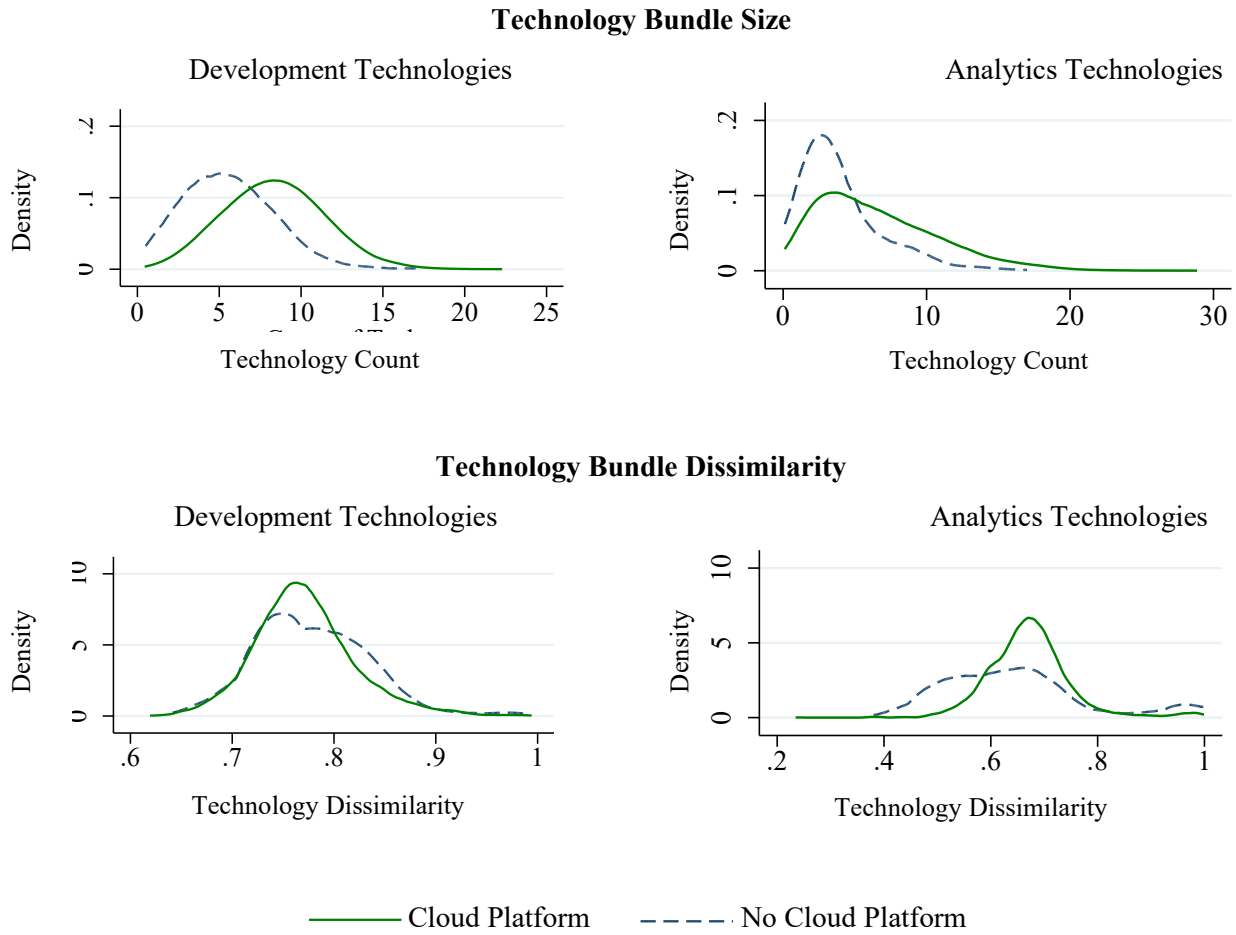 Technology Bundle Size
Development Technologies
Analytics Technologies
Density
.1
0
0 5 10 15 20 25
Technology Count
Density
.2
.1
0
0 10 20 30
Technology Count
Technology Bundle Dissimilarity
Development Technologies
Analytics Technologies
Density
10
5
0
.6 .7 .8 .9 1
Technology Dissimilarity
Density
10
5
0
.2 .4 .6 .8 1
Technology Dissimilarity
Cloud Platform
No Cloud Platform